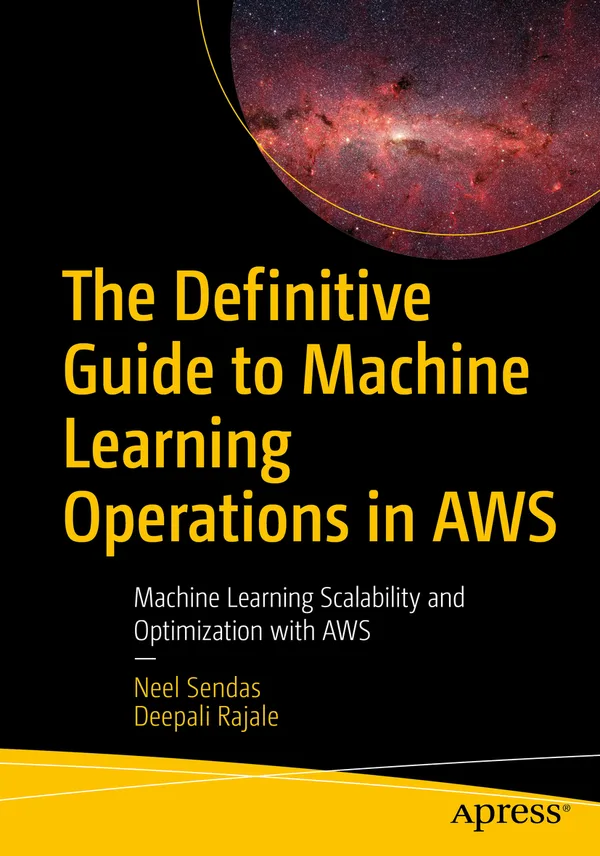 The Definitive
Guide to Machine
Learning
Operations in AWS
Machine Learning Scalability and
Optimization with AWS
—
Neel Sendas
Deepali Rajale
Apress®